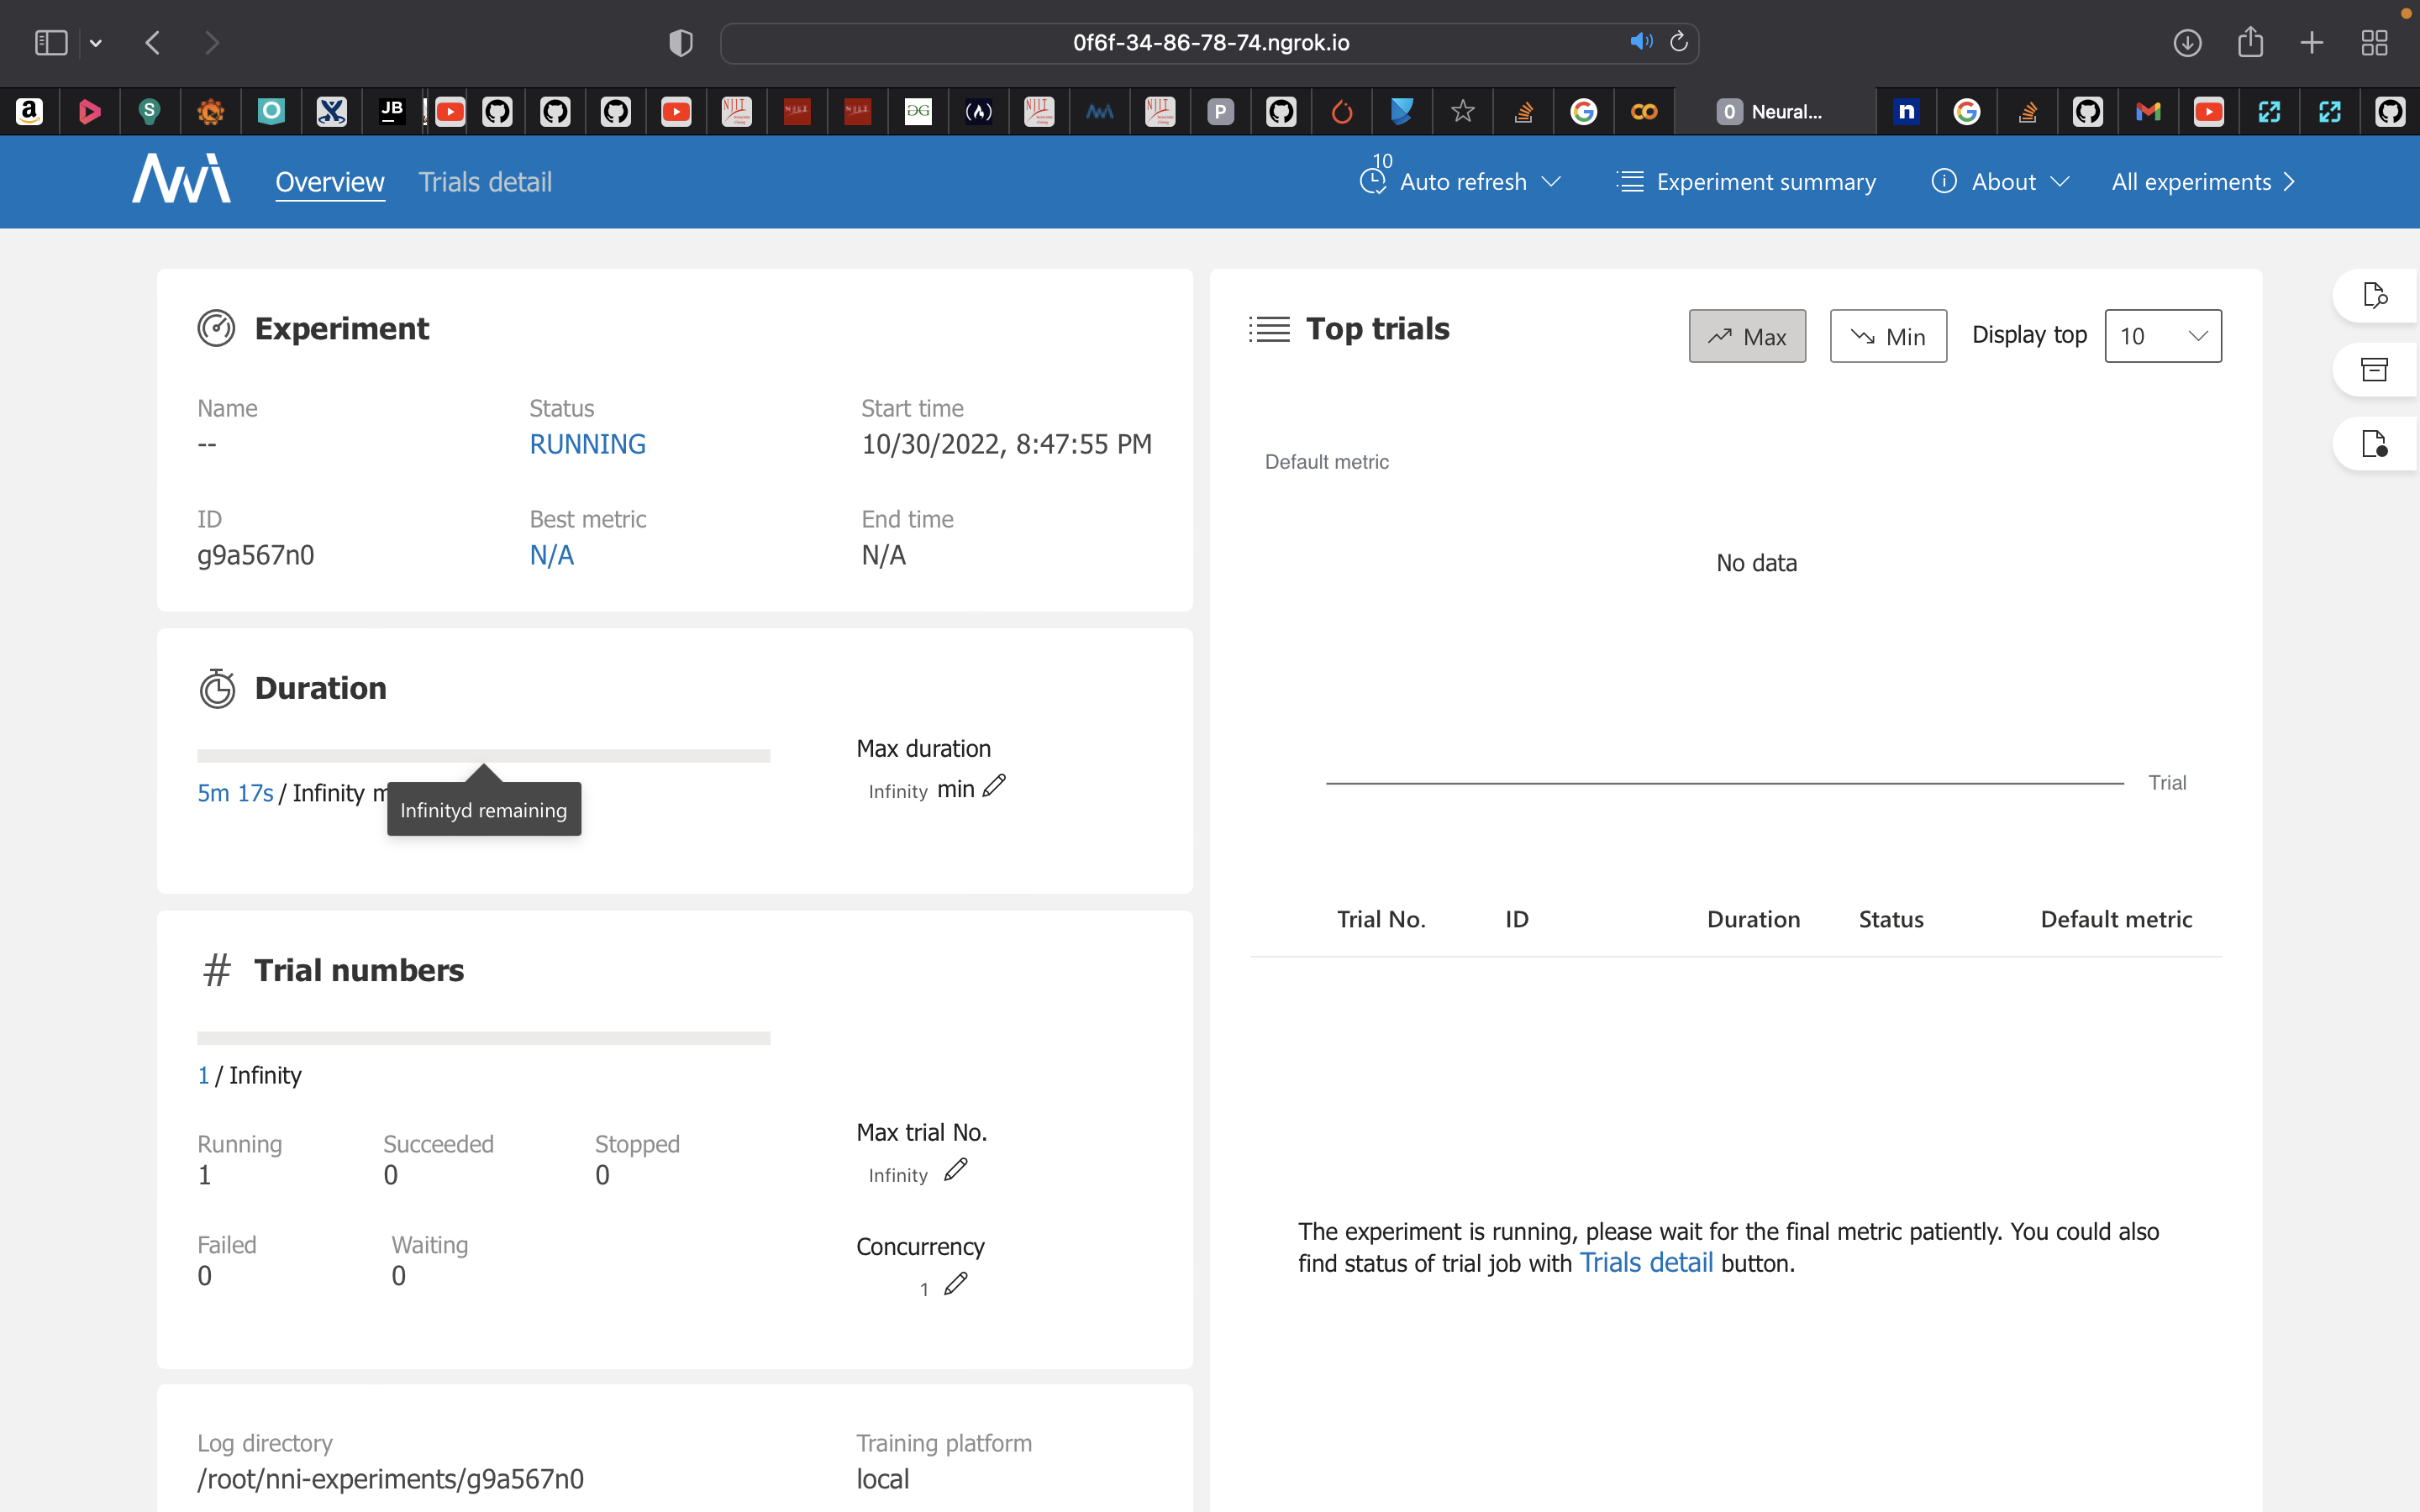 0f6f-34-86-78-74.ngrok.io
a
S
JB
NIIT
NIIT
NIIT
NIIT
NIIT
P
0 Neural...
n
Overview
Trials detail
10
Auto refresh
Experiment summary
About
All experiments
Experiment
Name
Status
Start time
--
RUNNING
10/30/2022, 8:47:55 PM
ID
Best metric
End time
g9a567n0
N/A
N/A
Duration
Max duration
5m 17s / Infinity m
Infinity min
Infinityd remaining
# Trial numbers
1 / Infinity
Running
Succeeded
Stopped
1
0
0
Max trial No.
Infinity
Failed
Waiting
0
0
Concurrency
1
Log directory
Training platform
/root/nni-experiments/g9a567n0
local
Top trials
Max
Min
Display top
10
Default metric
No data
Trial
Trial No.
ID
Duration
Status
Default metric
The experiment is running, please wait for the final metric patiently. You could also
find status of trial job with Trials detail button.